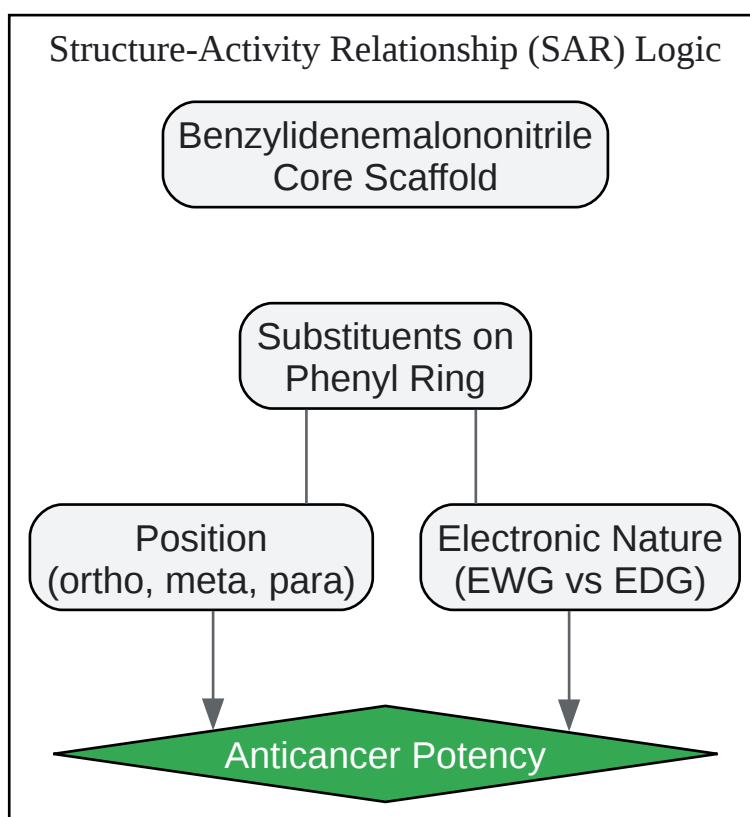 Structure-Activity Relationship (SAR) Logic
Benzylidenemalononitrile
Core Scaffold
Substituents on
Phenyl Ring
Position
(ortho, meta, para)
Electronic Nature
(EWG vs EDG)
Anticancer Potency